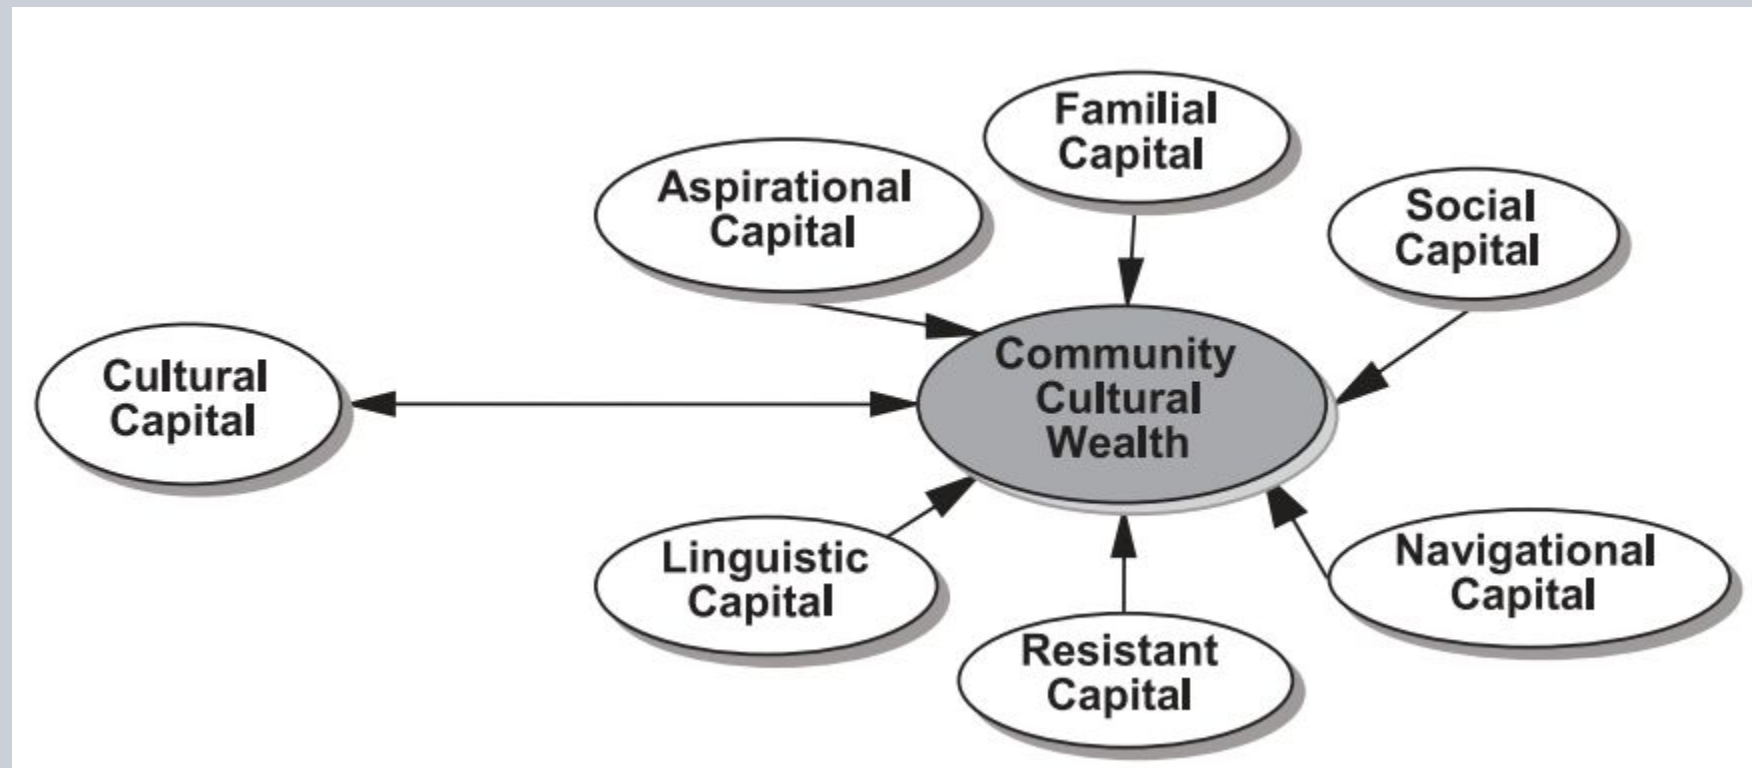 Familial
Capital
Aspirational
Capital
Social
Capital
Cultural
Capital
Community
Cultural
Wealth
Linguistic
Capital
Navigational
Capital
Resistant
Capital